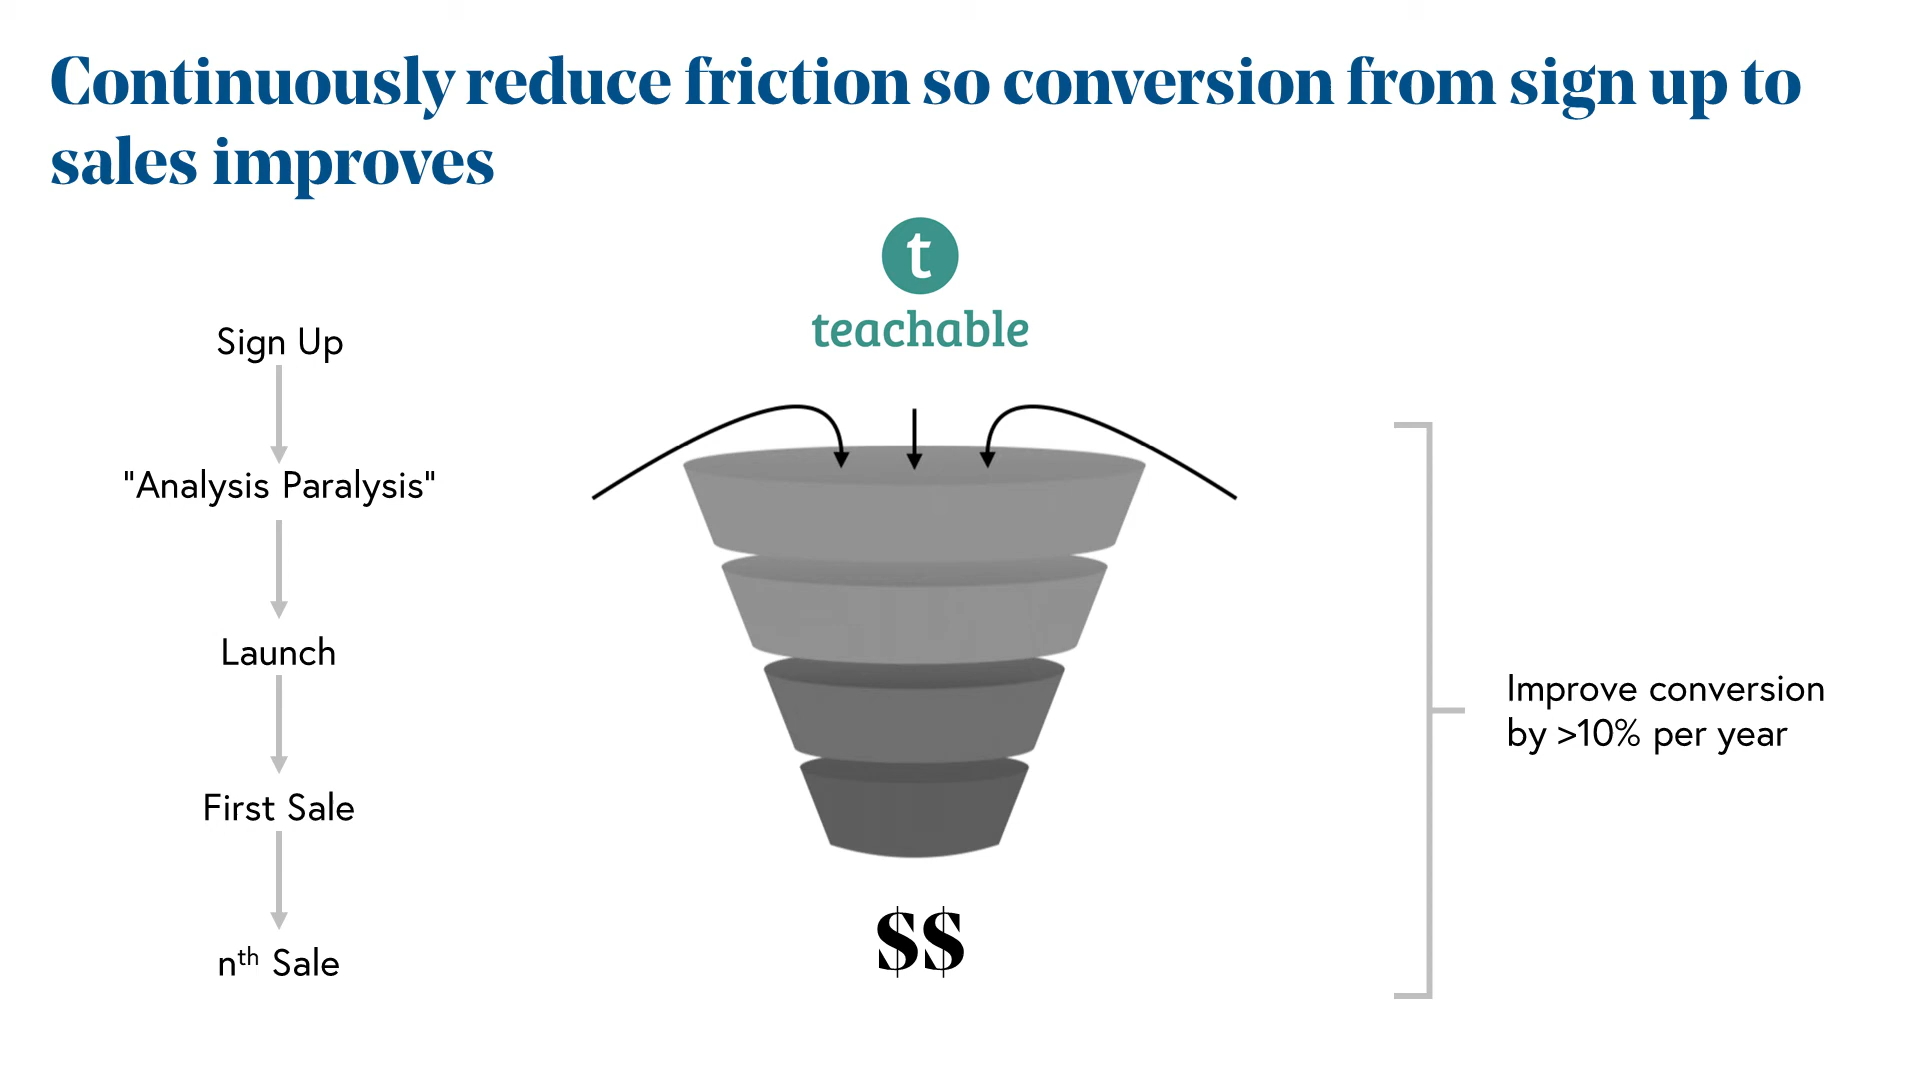 Continuously reduce friction so conversion from sign up to
sales improves
t
teachable
Sign Up
"Analysis Paralysis"
Launch
First Sale
nth Sale
$$
Improve conversion
by >10% per year